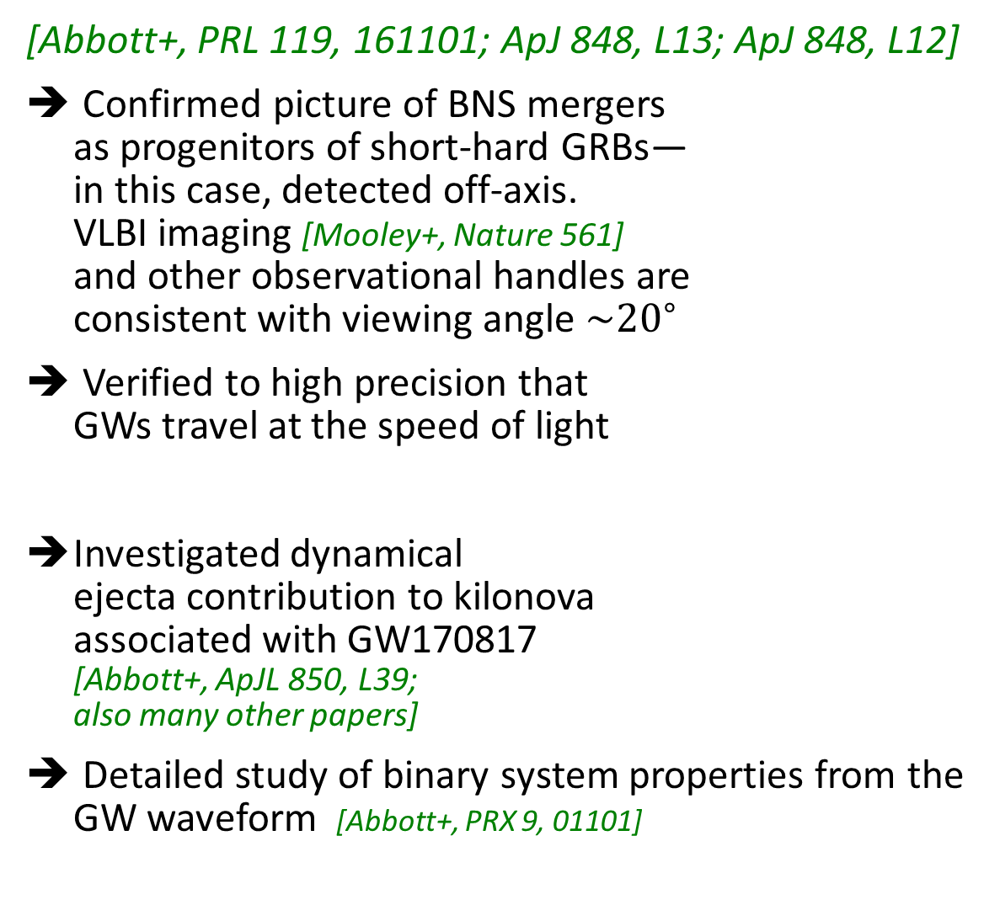 [Abbott+, PRL 119, 161101; ApJ 848, L13; ApJ 848, L12]
➔ Confirmed picture of BNS mergers
as progenitors of short-hard GRBs—
in this case, detected off-axis.
VLBI imaging [Mooley+, Nature 561]
and other observational handles are
consistent with viewing angle ~20°
➔ Verified to high precision that
GWs travel at the speed of light
➔ Investigated dynamical
ejecta contribution to kilonova
associated with GW170817
[Abbott+, ApJL 850, L39;
also many other papers]
➔ Detailed study of binary system properties from the
GW waveform [Abbott+, PRX 9, 01101]